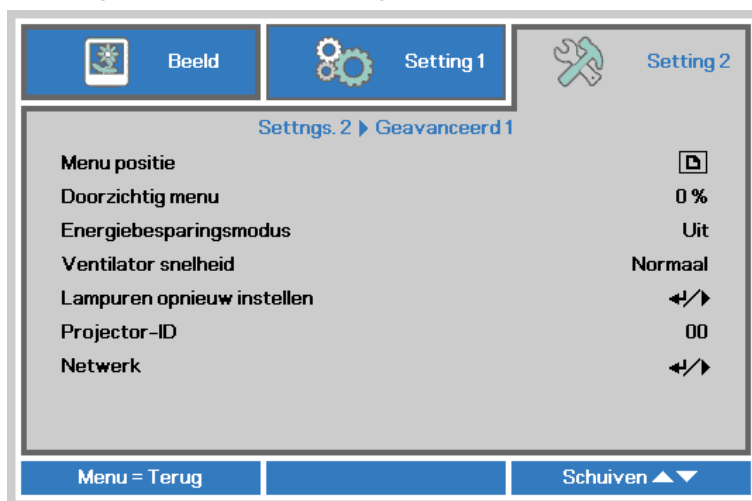 Beeld
Setting 1
Setting 2
Settngs. 2 ▶ Geavanceerd 1
Menu positie
Doorzichtig menu 0 %
Energiebesparingsmodus Uit
Ventilator snelheid Normaal
Lampuren opnieuw instellen ↵/▶
Projector-ID 00
Netwerk ↵/▶
Menu = Terug
Schuiven ▲▼